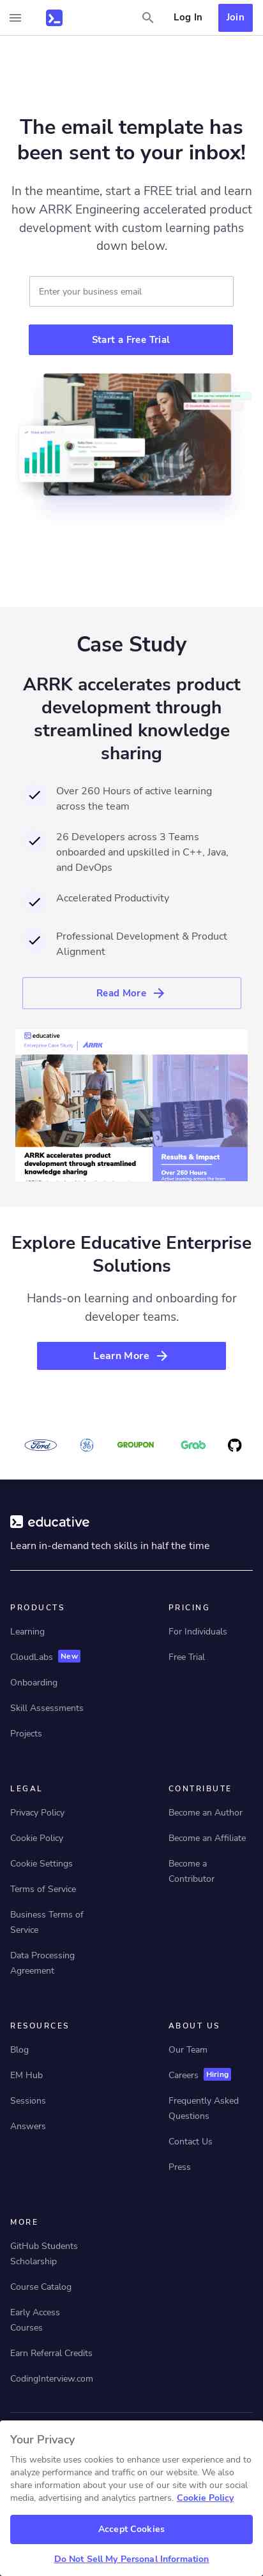 Log In
Join
The email template has
been sent to your inbox!
In the meantime, start a FREE trial and learn
how ARRK Engineering accelerated product
development with custom learning paths
down below.
Enter your business email
Start a Free Trial
Case Study
ARRK accelerates product
development through
streamlined knowledge
sharing
Over 260 Hours of active learning
across the team
26 Developers across 3 Teams
onboarded and upskilled in C++, Java,
and DevOps
Accelerated Productivity
Professional Development & Product
Alignment
Read More
educative
Enterprise Case Study
ARRK
ARRK accelerates product
development through streamlined
knowledge sharing
Results & Impact
Over 260 Hours
Explore Educative Enterprise
Solutions
Hands-on learning and onboarding for
developer teams.
Learn More
Ford
GE
GROUPON
Grab
educative
Learn in-demand tech skills in half the time
PRODUCTS
Learning
CloudLabs New
Onboarding
Skill Assessments
Projects
PRICING
For Individuals
Free Trial
LEGAL
Privacy Policy
Cookie Policy
Cookie Settings
Terms of Service
Business Terms of
Service
Data Processing
Agreement
CONTRIBUTE
Become an Author
Become an Affiliate
Become a
Contributor
RESOURCES
Blog
EM Hub
Sessions
Answers
ABOUT US
Our Team
Careers Hiring
Frequently Asked
Questions
Contact Us
Press
MORE
GitHub Students
Scholarship
Course Catalog
Early Access
Courses
Earn Referral Credits
CodingInterview.com
Your Privacy
This website uses cookies to enhance user experience and to
analyze performance and traffic on our website. We also
share information about your use of our site with our social
media, advertising and analytics partners. Cookie Policy
Accept Cookies
Do Not Sell My Personal Information